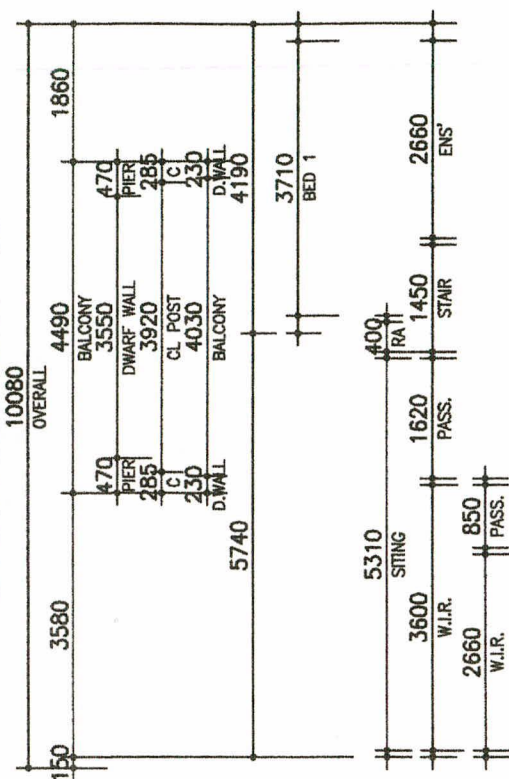 10080
OVERALL
150
3580
4490
1860
BALCONY
470
3550
470
PIER
DWARF WALL
PIER
285
3920
285
C
CL POST
C
230
4030
230
D.WALL
BALCONY
D.WALL
5740
4190
3710
BED 1
5310
400
SITING
RA
3600
1620
1450
2660
W.I.R.
PASS.
STAIR
ENS'
2660
850
W.I.R.
PASS.